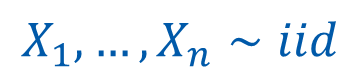 X₁, ..., Xₙ ~ iid